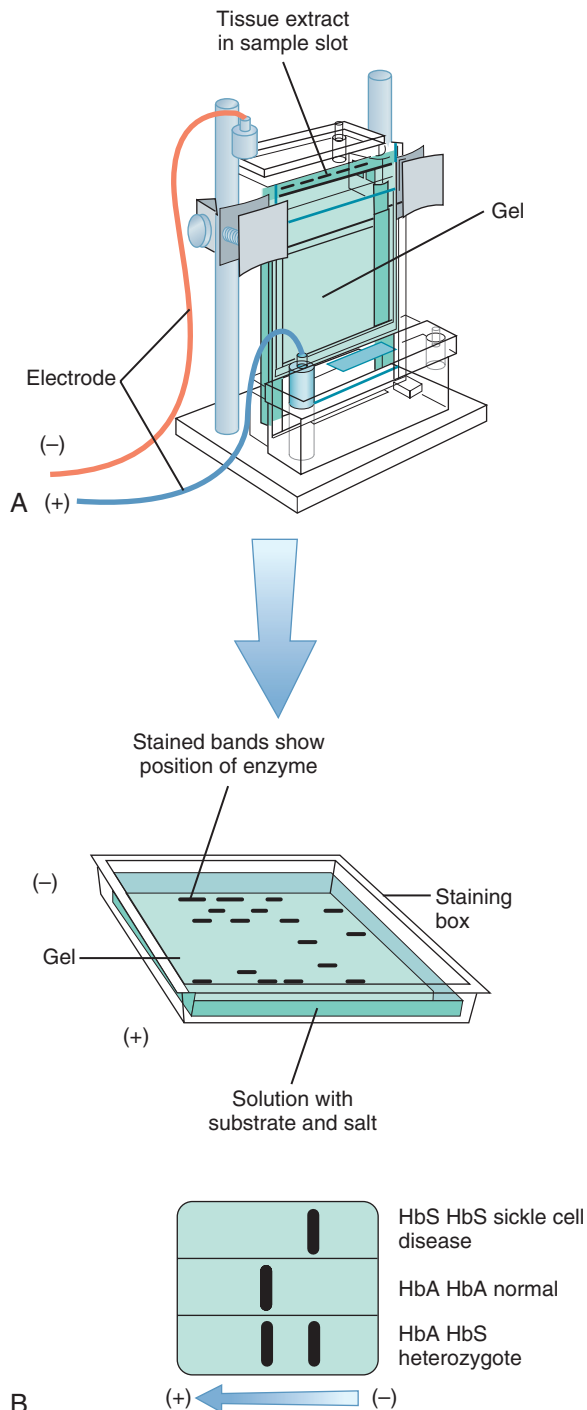 Tissue extract
in sample slot
Gel
Electrode
(–)
A (+)
Stained bands show
position of enzyme
(–)
Staining
box
Gel
(+)
Solution with
substrate and salt
HbS HbS sickle cell
disease
HbA HbA normal
HbA HbS
heterozygote
B (+) (–)